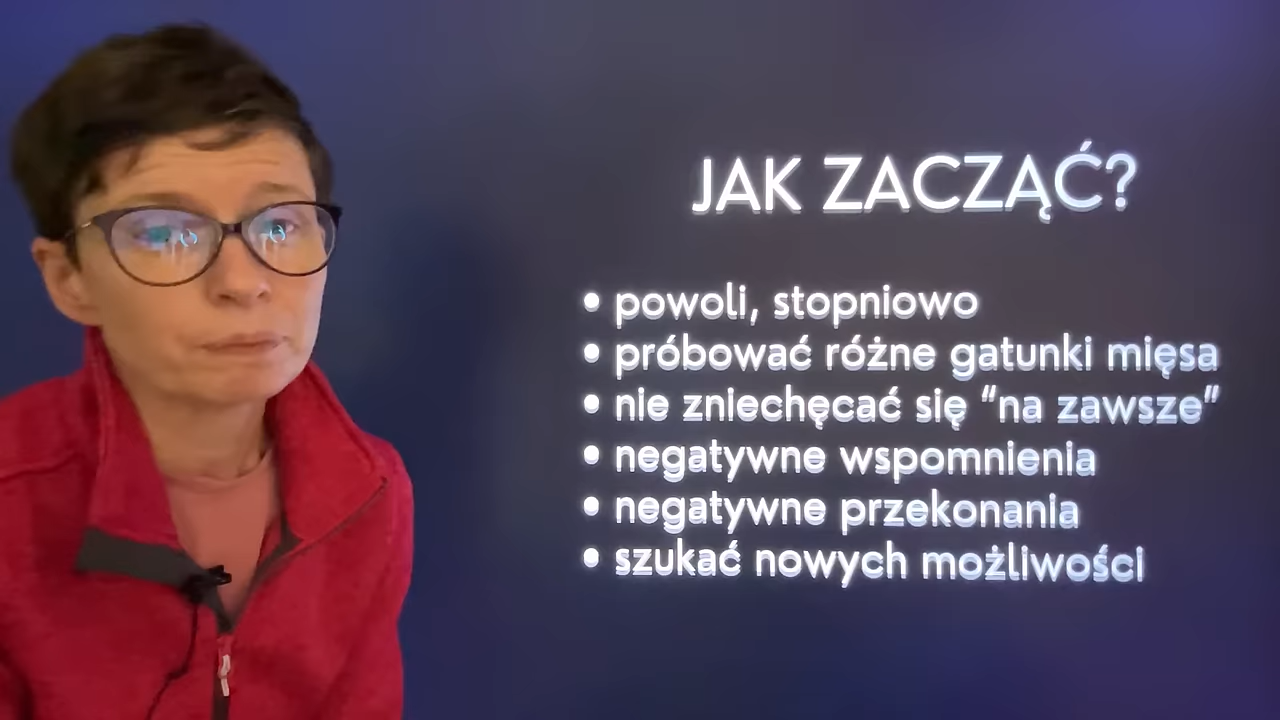 JAK ZACZĄĆ?
• powoli, stopniowo
• próbować różne gatunki mięsa
• nie zniechęcać się “na zawsze”
• negatywne wspomnienia
• negatywne przekonania
• szukać nowych możliwości